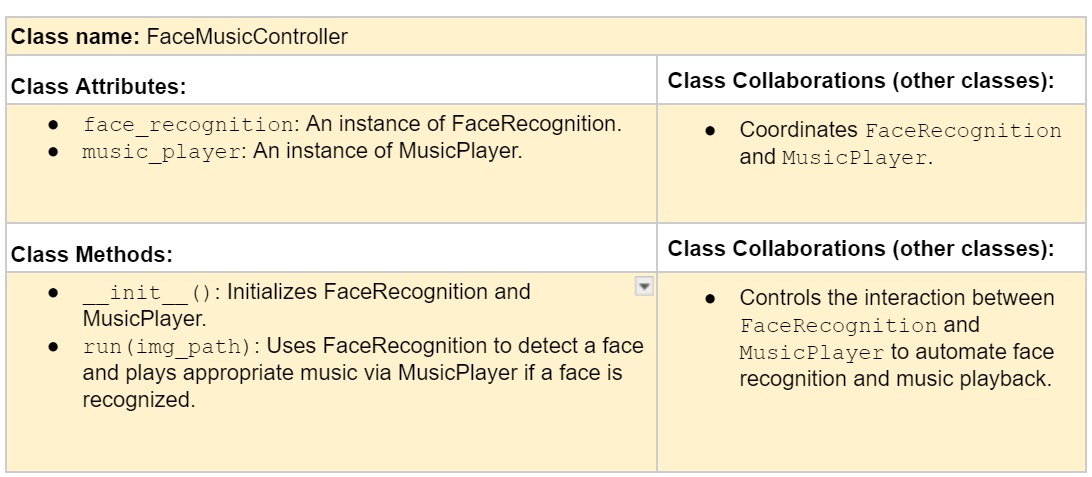 Class name: FaceMusicController
Class Attributes:
Class Collaborations (other classes):
● face_recognition: An instance of FaceRecognition.
● music_player: An instance of MusicPlayer.
● Coordinates FaceRecognition
and MusicPlayer.
Class Methods:
Class Collaborations (other classes):
● __init__(): Initializes FaceRecognition and
MusicPlayer.
● run(img_path): Uses FaceRecognition to detect a face
and plays appropriate music via MusicPlayer if a face is
recognized.
● Controls the interaction between
FaceRecognition and
MusicPlayer to automate face
recognition and music playback.